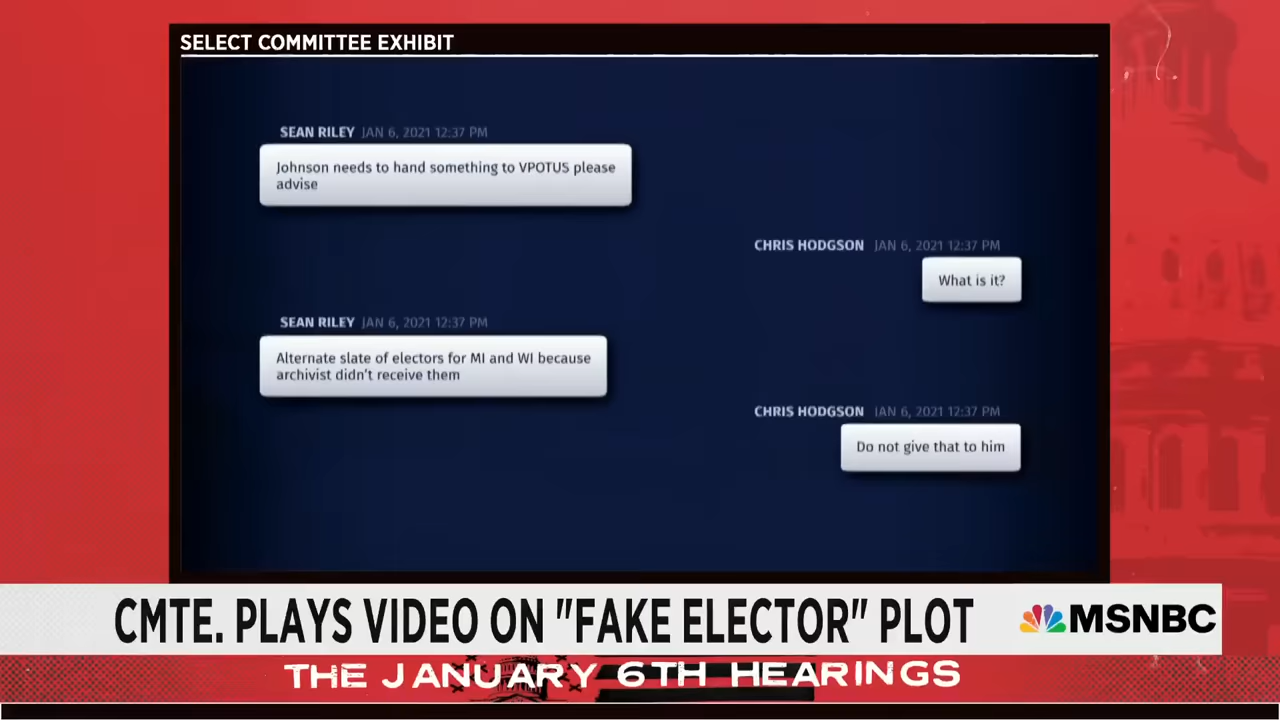 SELECT COMMITTEE EXHIBIT
SEAN RILEY JAN 6, 2021 12:37 PM
Johnson needs to hand something to VPOTUS please
advise
CHRIS HODGSON JAN 6, 2021 12:37 PM
What is it?
SEAN RILEY JAN 6, 2021 12:37 PM
Alternate slate of electors for MI and WI because
archivist didn't receive them
CHRIS HODGSON JAN 6, 2021 12:37 PM
Do not give that to him
CMTE. PLAYS VIDEO ON "FAKE ELECTOR" PLOT
MSNBC
THE JANUARY 6TH HEARINGS